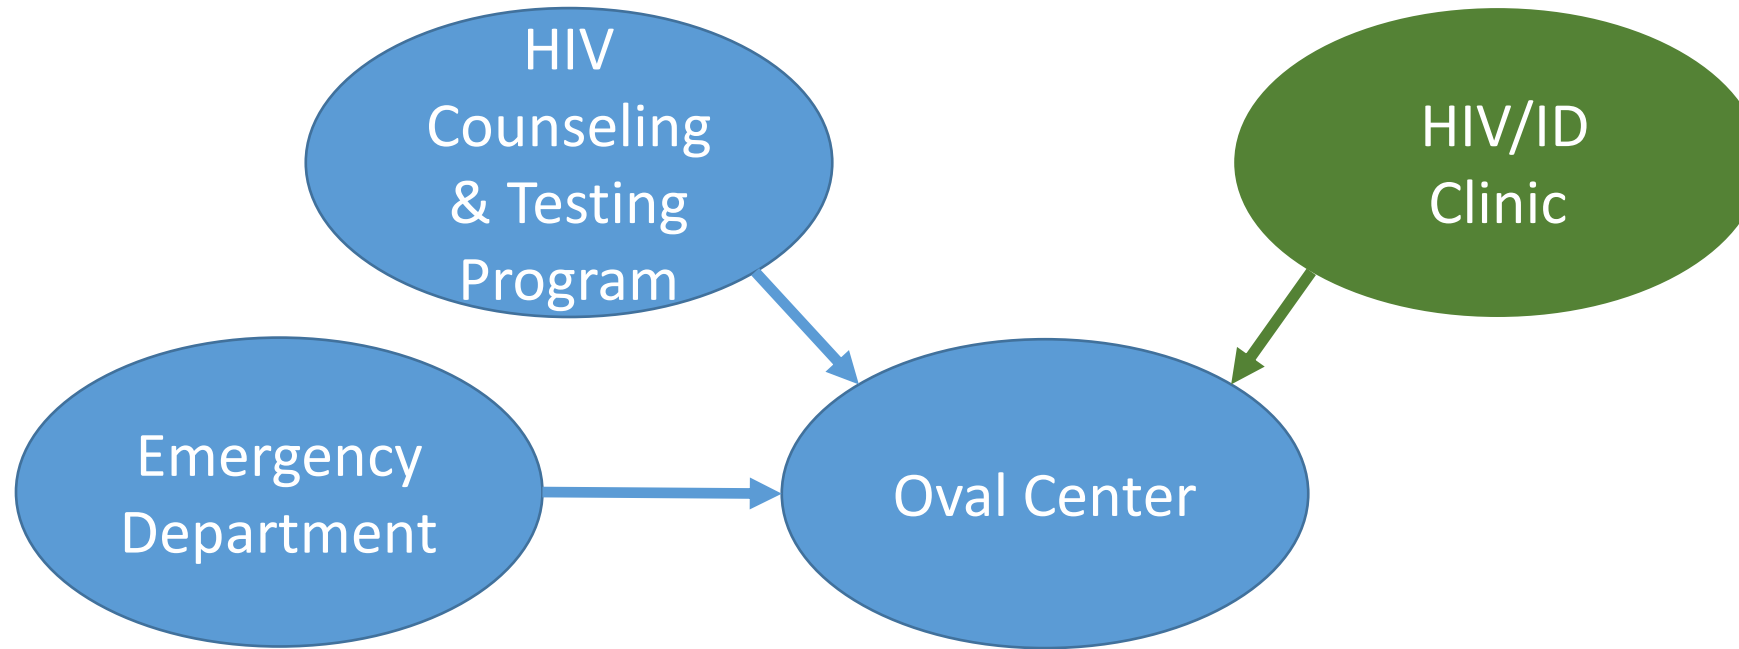 HIV
Counseling
& Testing
Program
HIV/ID
Clinic
Emergency
Department
Oval Center